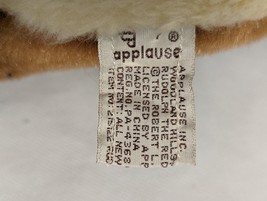 applause®
APPLAUSE INC.
WOODLAND HILLS,
RUDOLPH THE RED
© THE ROBERT L.
LICENSED BY APP
MADE IN CHINA
REG. NO. PA-4368
CONTENT: ALL NEW
ITEM NO.